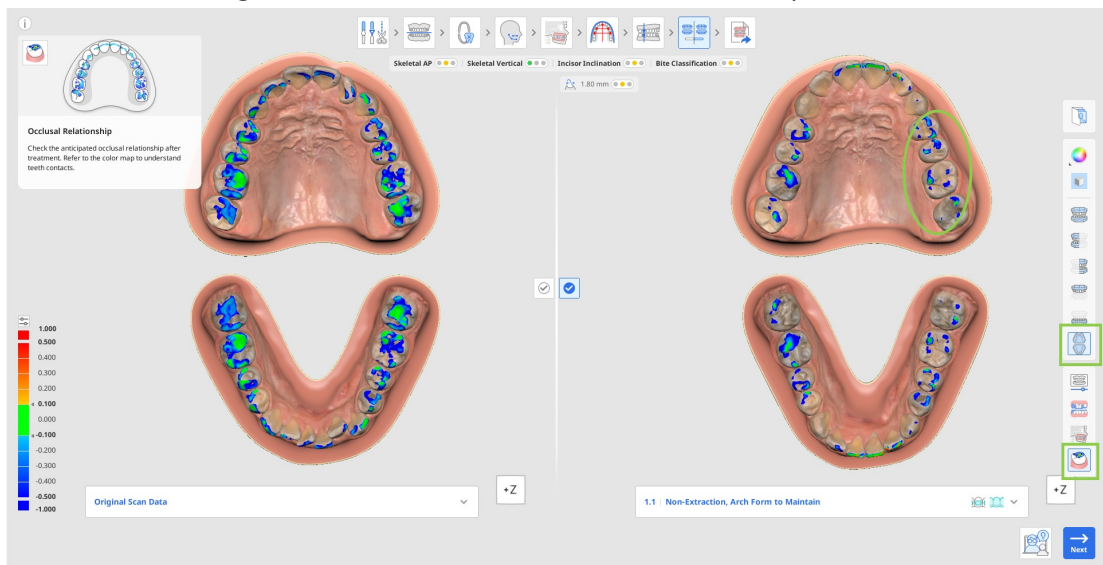 Skeletal AP | Skeletal Vertical | Incisor Inclination | Bite Classification
1.80 mm
Occlusal Relationship
Check the anticipated occlusal relationship after
treatment. Refer to the color map to understand
teeth contacts.
1.000
0.500
0.400
0.300
0.200
0.100
0.000
-0.100
-0.200
-0.300
-0.400
-0.500
-1.000
Original Scan Data
+Z
1.1 | Non-Extraction, Arch Form to Maintain
+Z
Next